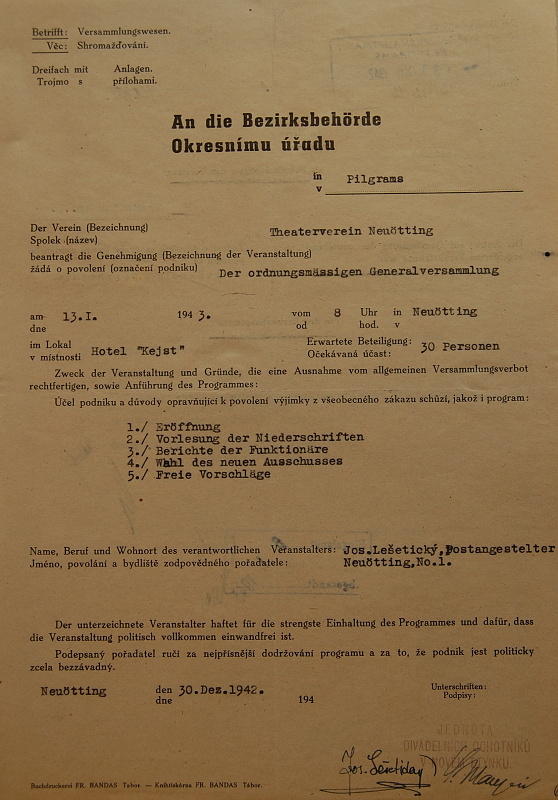 Betrifft: Versammlungswesen.
Věc: Shromažďování.
Dreifach mit Anlagen.
Trojmo s přílohami.
An die Bezirksbehörde
Okresnímu úřadu
in
v Pilgrams
Der Verein (Bezeichnung)
Spolek (název) Theaterverein Neuötting
beantragt die Genehmigung (Bezeichnung der Veranstaltung)
žádá o povolení (označení podniku) Der ordnungsmässigen Generalversammlung
am 13.I. 194 3. vom 8 Uhr in Neuötting
dne od hod. v
im Lokal Hotel "Kejst" Erwartete Beteiligung: 30 Personen
v místnosti Očekávaná účast:
Zweck der Veranstaltung und Gründe, die eine Ausnahme vom allgemeinen Versammlungsverbot
rechtfertigen, sowie Anführung des Programmes:
Účel podniku a důvody opravňující k povolení výjimky z všeobecného zákazu schůzí, jakož i program:
1./ Eröffnung
2./ Vorlesung der Niederschriften
3./ Berichte der Funktionäre
4./ Wahl des neuen Ausschusses
5./ Freie Vorschläge
Name, Beruf und Wohnort des verantwortlichen Veranstalters: Jos.Lešetický,Postangestelter
Jméno, povolání a bydliště zodpovědného pořadatele: Neuötting,No.1.
Der unterzeichnete Veranstalter haftet für die strengste Einhaltung des Programmes und dafür, dass
die Veranstaltung politisch vollkommen einwandfrei ist.
Podepsaný pořadatel ručí za nejpřísnější dodržování programu a za to, že podnik jest politicky
zcela bezzávadný.
Neuötting den 30.Dez.1942. Unterschriften:
dne 194 Podpisy:
JEDNOTA
DIVADELNÍCH OCHOTNÍKŮ
V NOVÉM ETYNKU.
Buchdruckerei FR. BANDAS Tábor. — Knihtiskárna FR. BANDAS Tábor.